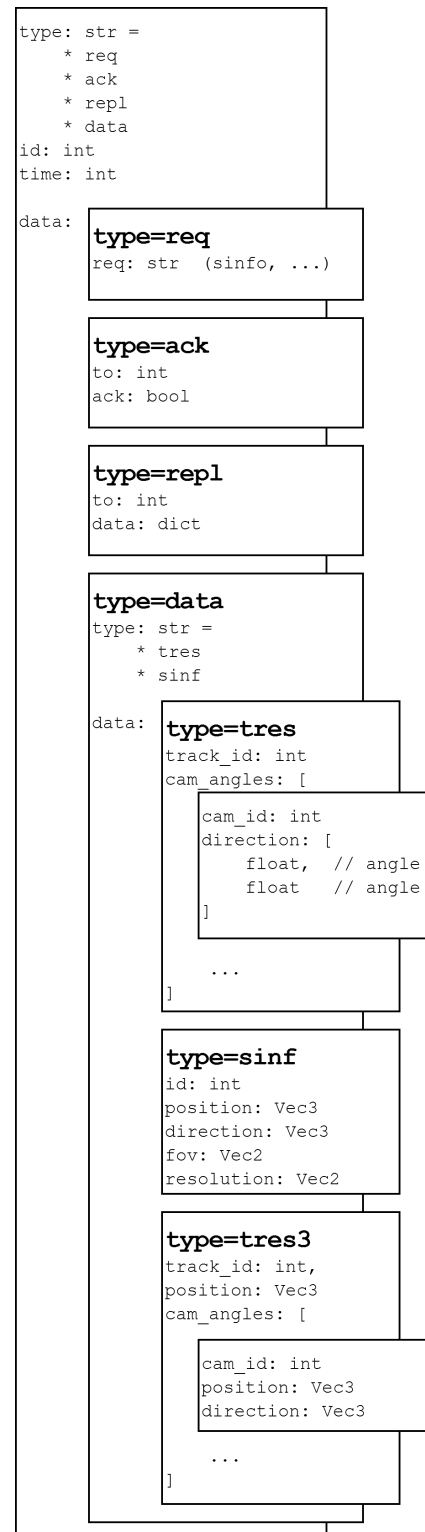 type: str =
* req
* ack
* repl
* data
id: int
time: int
data:
type=req
req: str (sinfo, ...)
type=ack
to: int
ack: bool
type=repl
to: int
data: dict
type=data
type: str =
* tres
* sinf
data:
type=tres
track_id: int
cam_angles: [
cam_id: int
direction: [
float, // angle
float // angle
]
...
]
type=sinf
id: int
position: Vec3
direction: Vec3
fov: Vec2
resolution: Vec2
type=tres3
track_id: int,
position: Vec3
cam_angles: [
cam_id: int
position: Vec3
direction: Vec3
...
]